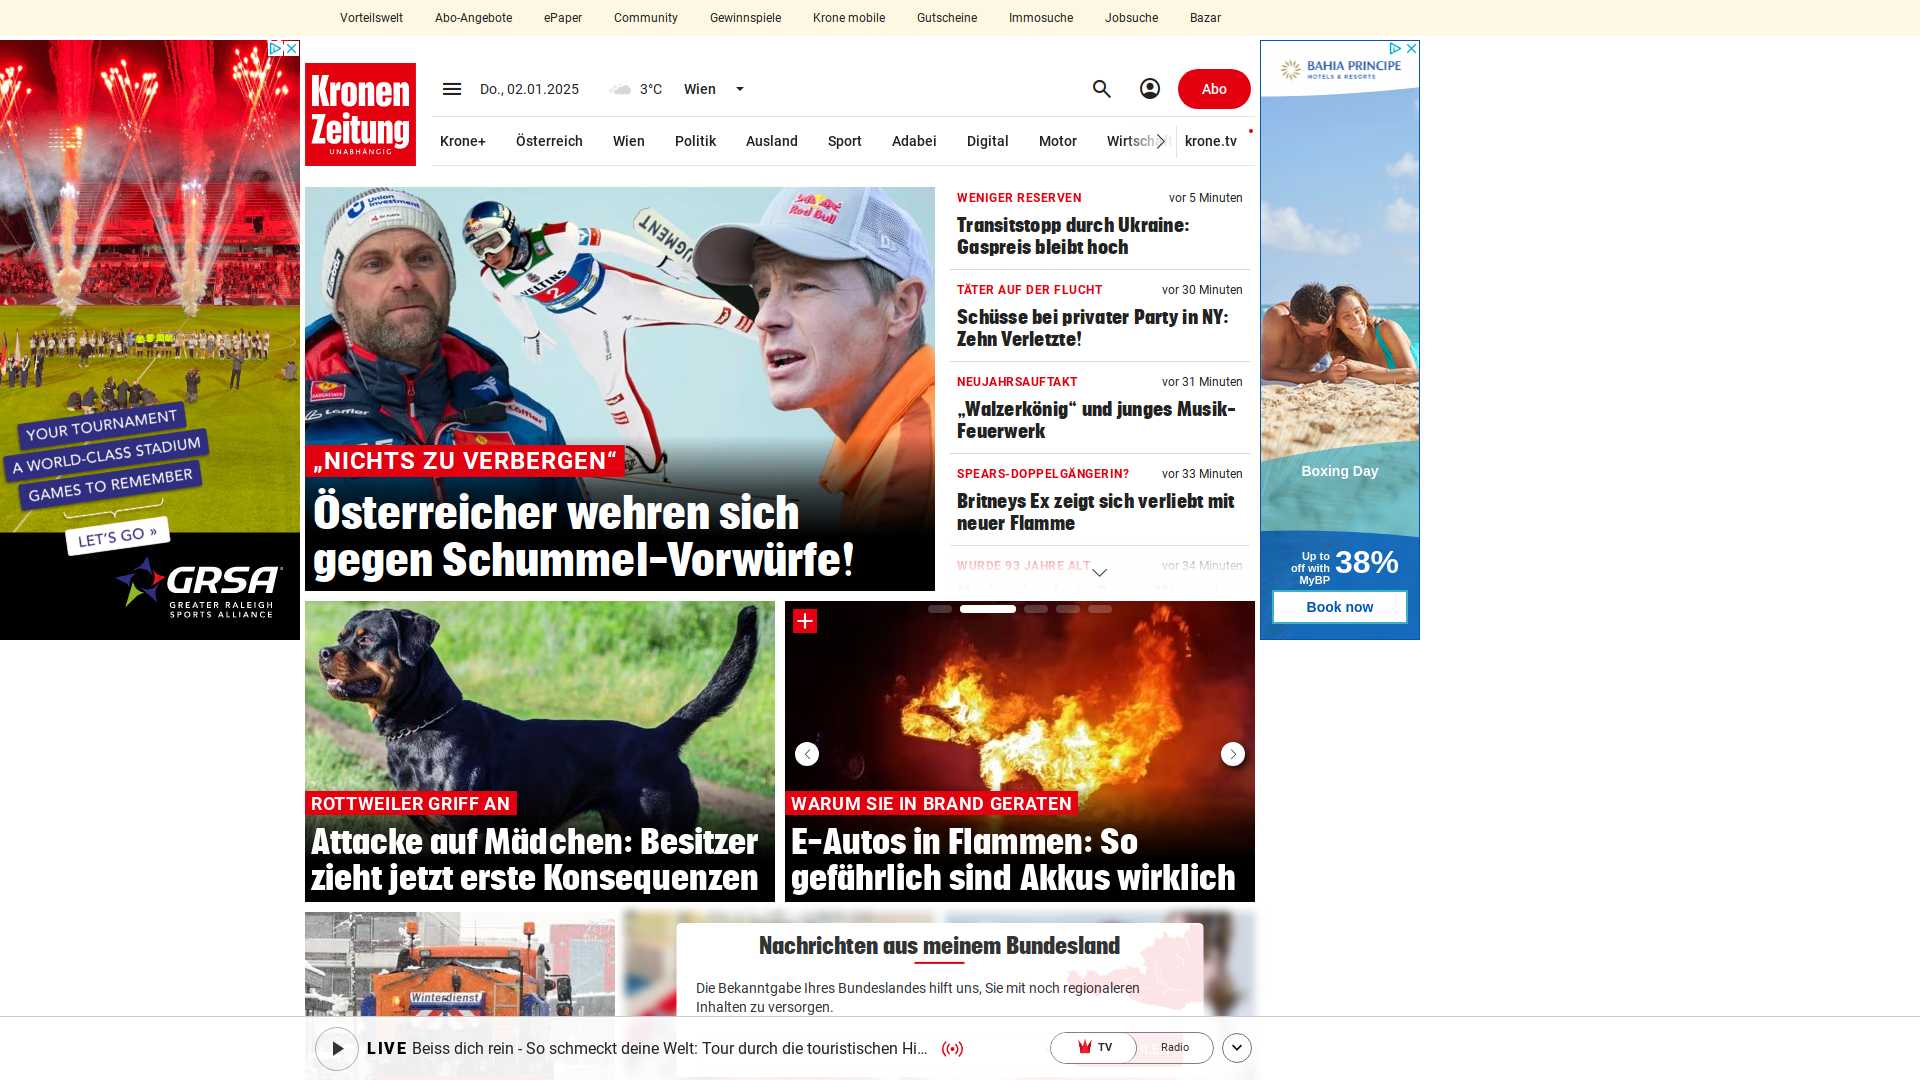 Vorteilswelt
Abo-Angebote
ePaper
Community
Gewinnspiele
Krone mobile
Gutscheine
Immosuche
Jobsuche
Bazar
Kronen
Zeitung
UNABHÄNGIG
Do., 02.01.2025
3°C
Wien
Abo
Krone+
Österreich
Wien
Politik
Ausland
Sport
Adabei
Digital
Motor
Wirtschaft
krone.tv
YOUR TOURNAMENT
A WORLD-CLASS STADIUM
GAMES TO REMEMBER
LET'S GO »
GRSA
GREATER RALEIGH
SPORTS ALLIANCE
Union
Investment
Löffler
VELTINS
2
AUGMENT
Red Bull
„NICHTS ZU VERBERGEN“
Österreicher wehren sich
gegen Schummel-Vorwürfe!
WENIGER RESERVEN
vor 5 Minuten
Transitstopp durch Ukraine:
Gaspreis bleibt hoch
TÄTER AUF DER FLUCHT
vor 30 Minuten
Schüsse bei privater Party in NY:
Zehn Verletzte!
NEUJAHRSAUFTAKT
vor 31 Minuten
„Walzerkönig“ und junges Musik-
Feuerwerk
SPEARS-DOPPELGÄNGERIN?
vor 33 Minuten
Britneys Ex zeigt sich verliebt mit
neuer Flamme
WURDE 93 JAHRE ALT
vor 34 Minuten
BAHIA PRINCIPE
HOTELS & RESORTS
Boxing Day
Up to
off with
MyBP
38%
Book now
ROTTWEILER GRIFF AN
Attacke auf Mädchen: Besitzer
zieht jetzt erste Konsequenzen
WARUM SIE IN BRAND GERATEN
E-Autos in Flammen: So
gefährlich sind Akkus wirklich
Winterdienst
Nachrichten aus meinem Bundesland
Die Bekanntgabe Ihres Bundeslandes hilft uns, Sie mit noch regionaleren
Inhalten zu versorgen.
LIVE Beiss dich rein - So schmeckt deine Welt: Tour durch die touristischen Hi...
TV
Radio